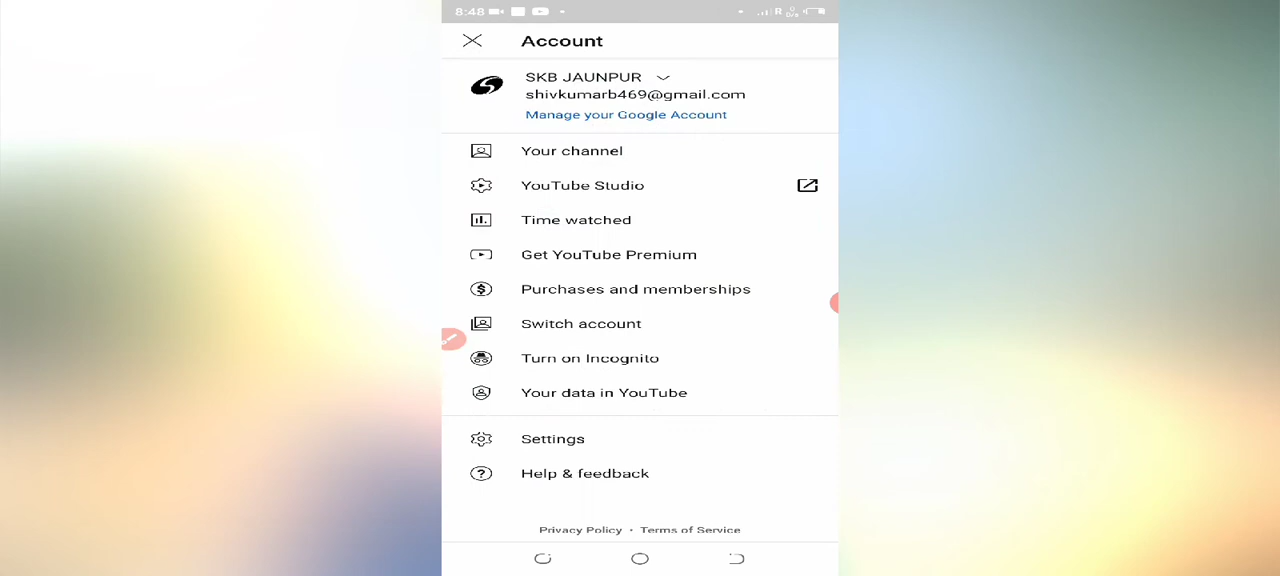 8:48
R
Account
SKB JAUNPUR
shivkumarb469@gmail.com
Manage your Google Account
Your channel
YouTube Studio
Time watched
Get YouTube Premium
Purchases and memberships
Switch account
Turn on Incognito
Your data in YouTube
Settings
Help & feedback
Privacy Policy • Terms of Service